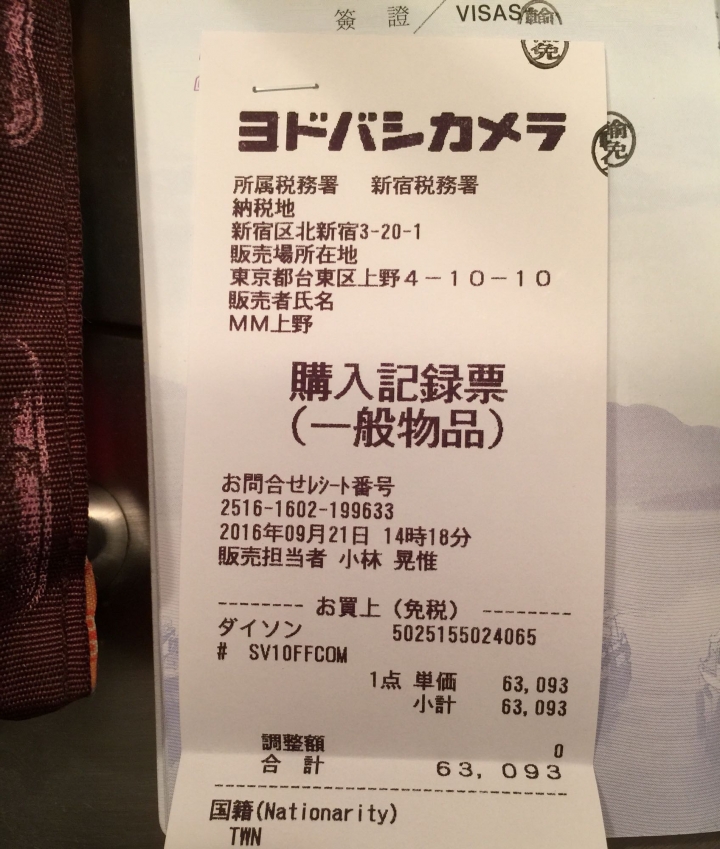 簽 證 / VISAS
免
輸免
ヨドバシカメラ
所属税務署 新宿税務署
納税地
新宿区北新宿3-20-1
販売場所在地
東京都台東区上野4-10-10
販売者氏名
MM上野
購入記録票
(一般物品)
お問合せレシート番号
2516-1602-199633
2016年09月21日 14時18分
販売担当者 小林 晃惟
-------- お買上(免税) --------
ダイソン 5025155024065
# SV10FFCOM
1点 単価 63,093
小計 63,093
調整額 0
合 計 63,093
国籍(Nationarity)
TWN